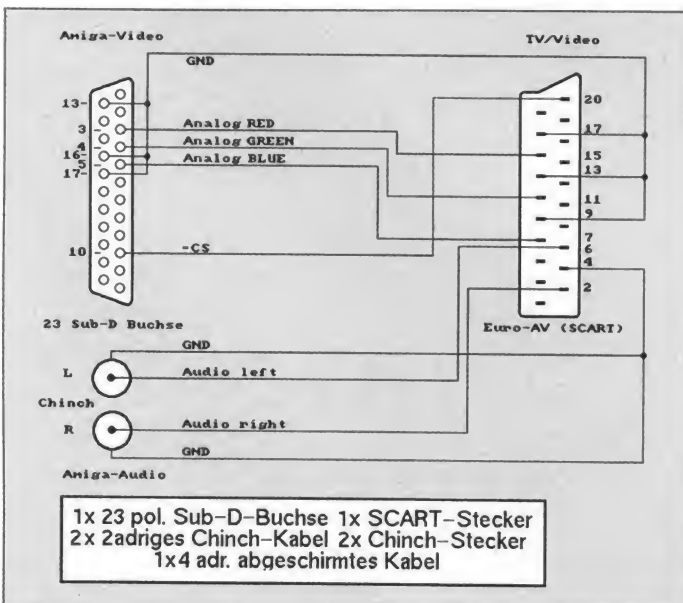 Amiga-Video
TV/Video
GND
13-
20
3
Analog RED
17
4
Analog GREEN
15
16-
Analog BLUE
13
5
17-
11
9
7
10
-CS
6
4
2
23 Sub-D Buchse
Euro-AV (SCART)
GND
L
Audio left
Chinch
R
Audio right
GND
Amiga-Audio
1x 23 pol. Sub-D-Buchse 1x SCART-Stecker
2x 2adriges Chinch-Kabel 2x Chinch-Stecker
1x4 adr. abgeschirmtes Kabel